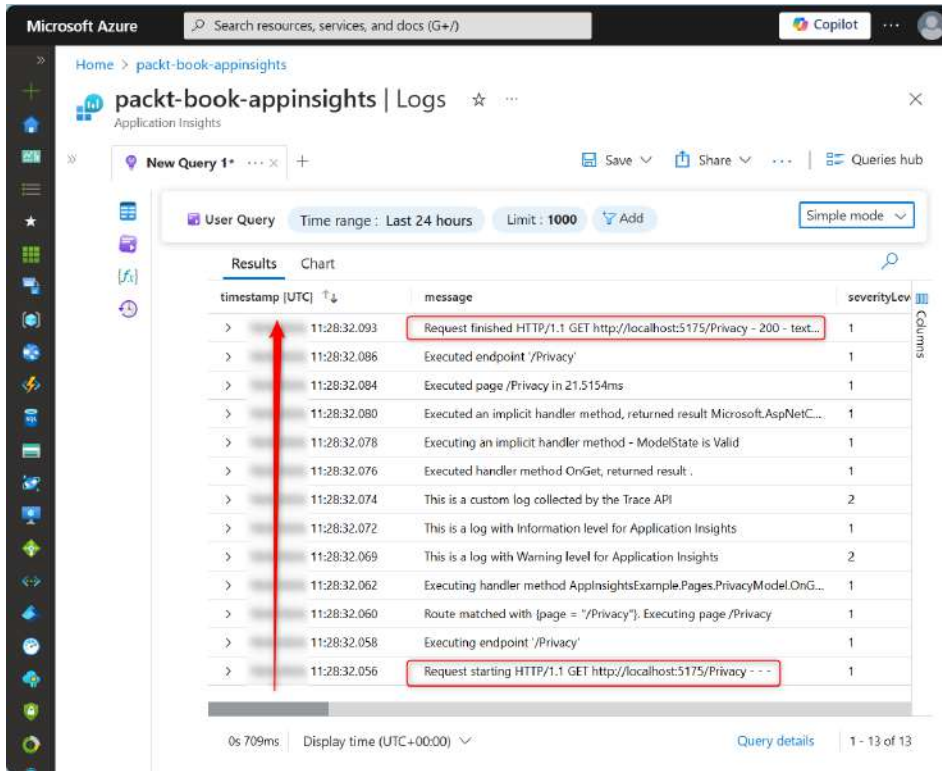 Microsoft Azure
Search resources, services, and docs (G+/)
Copilot
Home > packt-book-appinsights
packt-book-appinsights | Logs
Application Insights
New Query 1*
Save
Share
Queries hub
User Query
Time range : Last 24 hours
Limit : 1000
Add
Simple mode
Results
Chart
timestamp [UTC]
message
severityLev
Columns
11:28:32.093 Request finished HTTP/1.1 GET http://localhost:5175/Privacy - 200 - text... 1
11:28:32.086 Executed endpoint '/Privacy' 1
11:28:32.084 Executed page /Privacy in 21.5154ms 1
11:28:32.080 Executed an implicit handler method, returned result Microsoft.AspNetC... 1
11:28:32.078 Executing an implicit handler method - ModelState is Valid 1
11:28:32.076 Executed handler method OnGet, returned result . 1
11:28:32.074 This is a custom log collected by the Trace API 2
11:28:32.072 This is a log with Information level for Application Insights 1
11:28:32.069 This is a log with Warning level for Application Insights 2
11:28:32.062 Executing handler method AppInsightsExample.Pages.PrivacyModel.OnG... 1
11:28:32.060 Route matched with {page = "/Privacy"}. Executing page /Privacy 1
11:28:32.058 Executing endpoint '/Privacy' 1
11:28:32.056 Request starting HTTP/1.1 GET http://localhost:5175/Privacy - - - 1
0s 709ms
Display time (UTC+00:00)
Query details
1 - 13 of 13